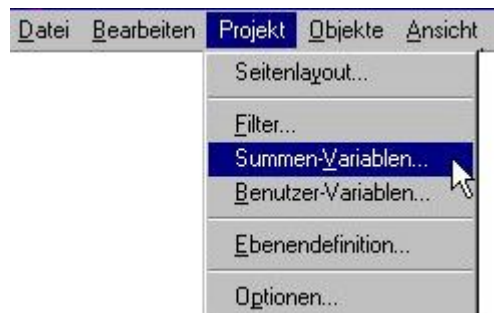 Datei Bearbeiten Projekt Objekte Ansicht
Seitenlayout...
Filter...
Summen-Variablen...
Benutzer-Variablen...
Ebenendefinition...
Optionen...